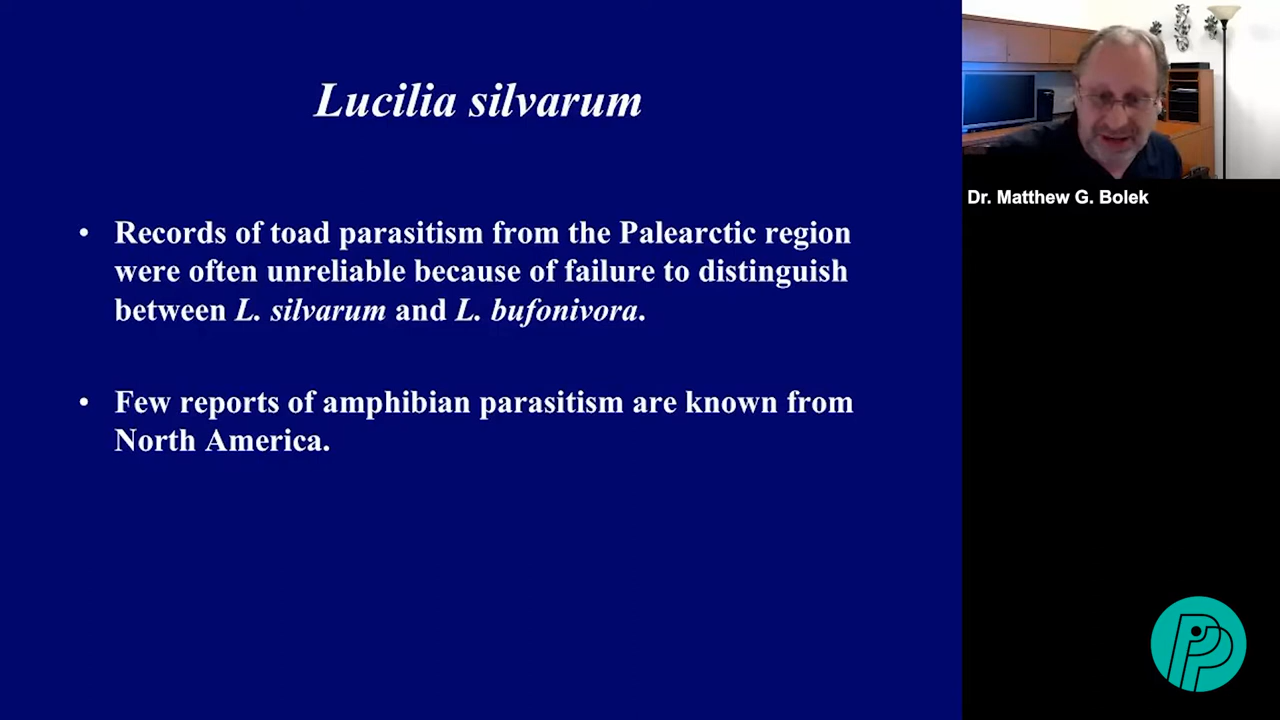 Lucilia silvarum
• Records of toad parasitism from the Palearctic region
were often unreliable because of failure to distinguish
between L. silvarum and L. bufonivora.
• Few reports of amphibian parasitism are known from
North America.
Dr. Matthew G. Bolek
PP